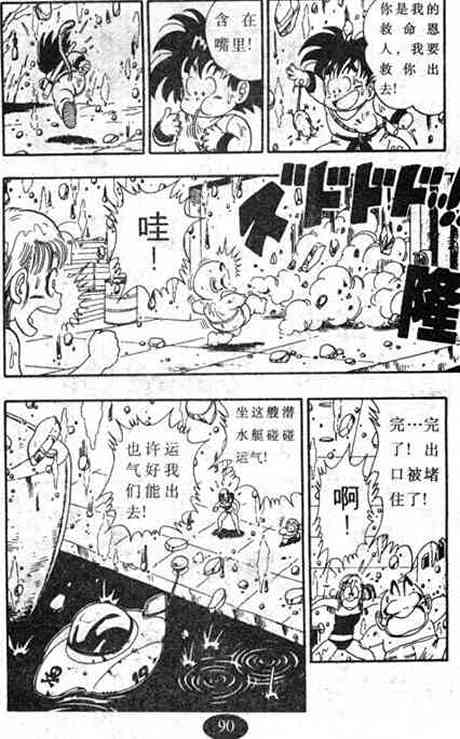 你是我的
救命恩
人，我要
救你出
去！
含在
嘴里！
ズドドドド!!
隆
哇！
完…完
了！出
口被堵
住了！
啊！
坐这艘潜
水艇碰碰
运气！
也许运
气好我
们能出
去！
19
90